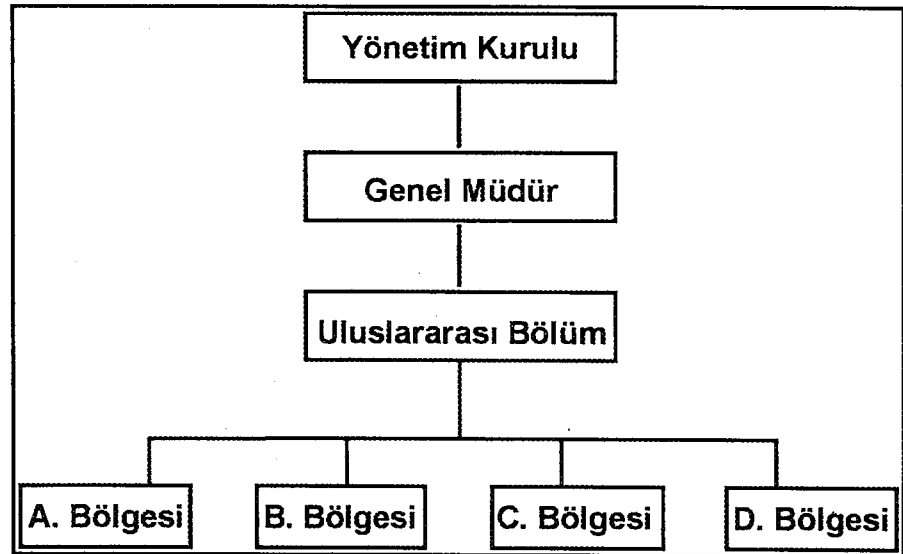 Yönetim Kurulu
Genel Müdür
Uluslararası Bölüm
A. Bölgesi
B. Bölgesi
C. Bölgesi
D. Bölgesi